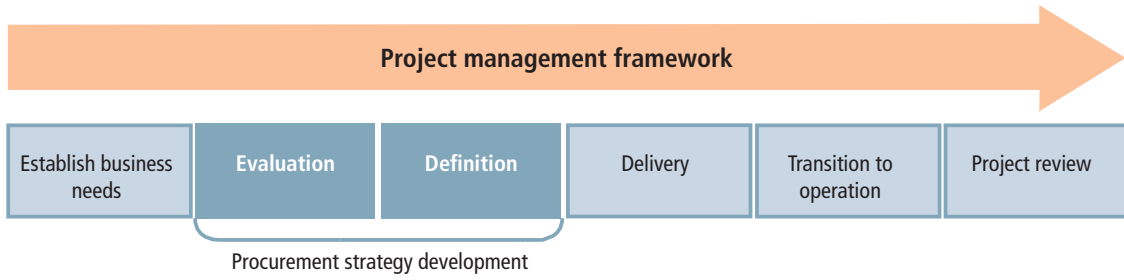 Project management framework
Establish business
needs
Evaluation
Definition
Delivery
Transition to
operation
Project review
Procurement strategy development